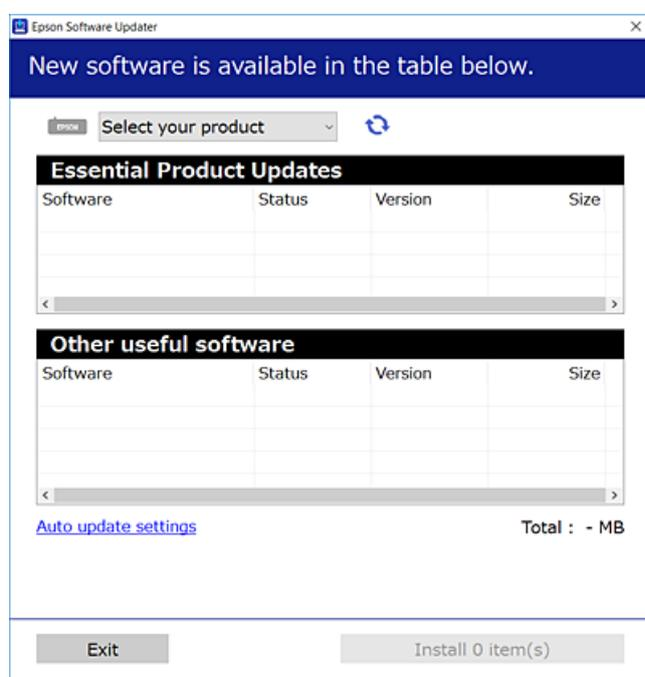 Epson Software Updater
New software is available in the table below.
EPSON Select your product
Essential Product Updates
Software Status Version Size
Other useful software
Software Status Version Size
Auto update settings Total : - MB
Exit Install 0 item(s)